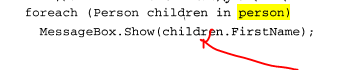 foreach (Person children in person)
MessageBox.Show(children.FirstName);